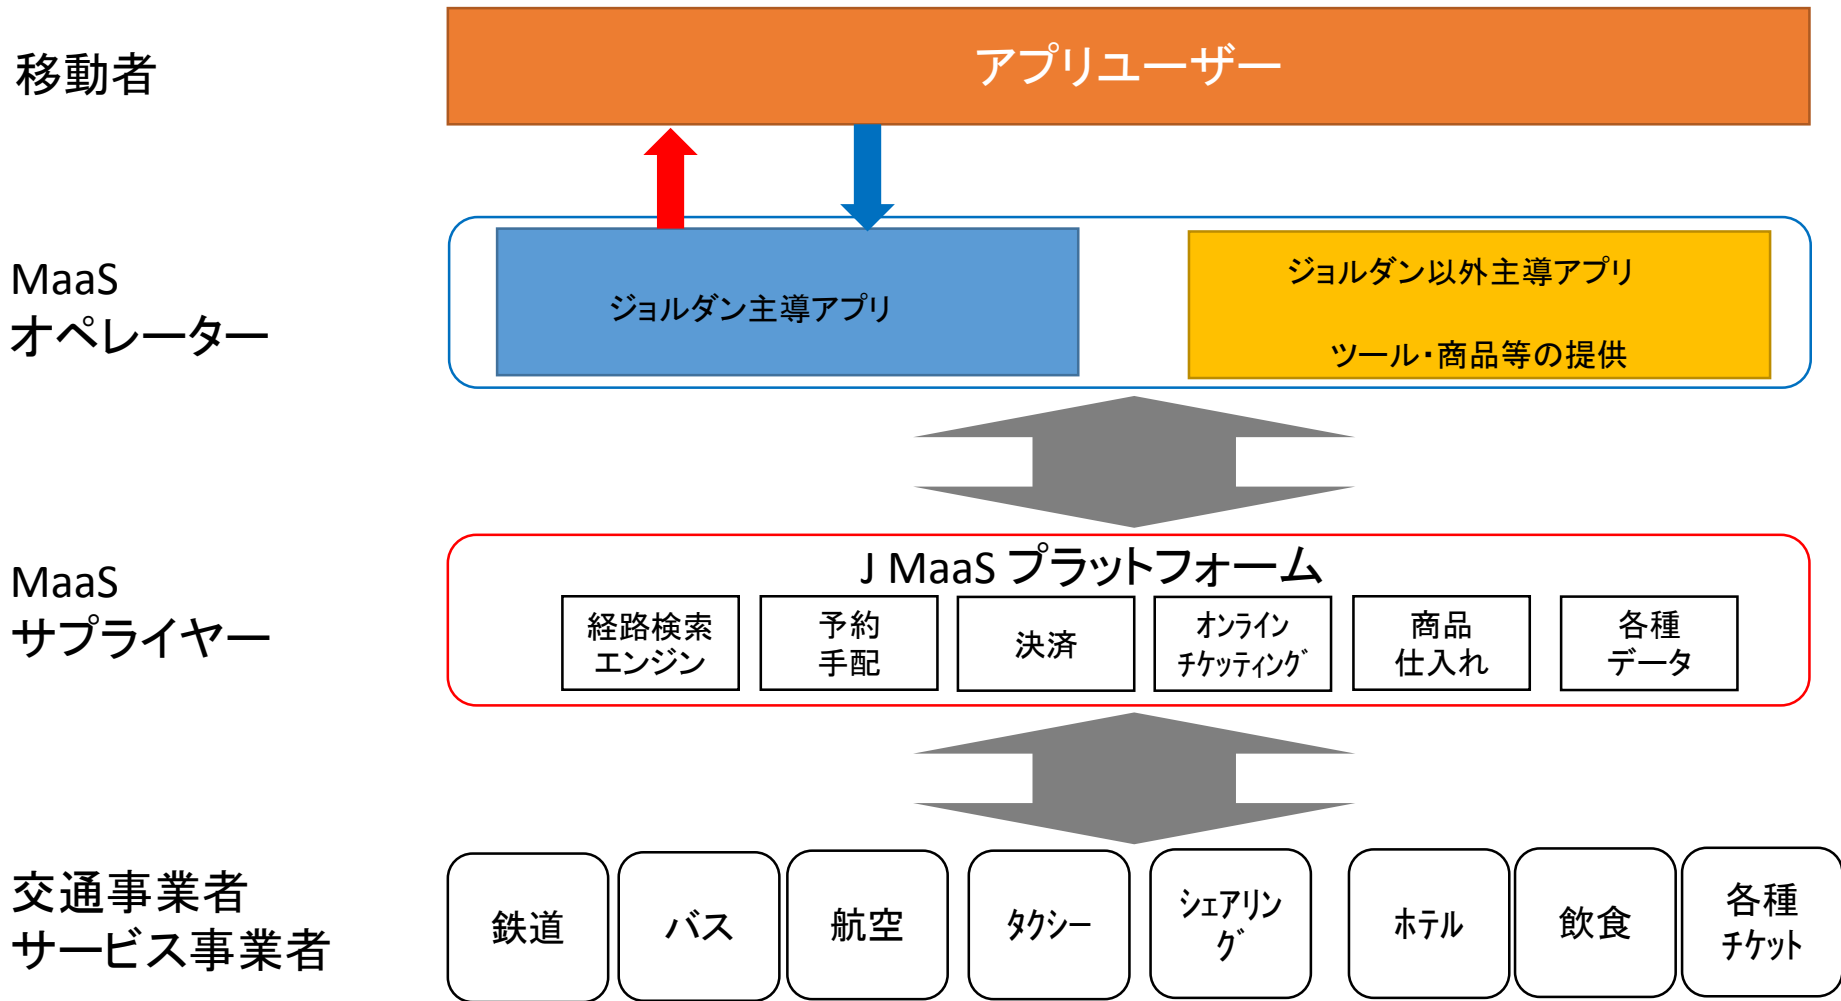 移動者
アプリユーザー
MaaS
オペレーター
ジョルダン主導アプリ
ジョルダン以外主導アプリ
ツール・商品等の提供
MaaS
サプライヤー
J MaaS プラットフォーム
経路検索
エンジン
予約
手配
決済
ｵﾝﾗｲﾝ
ﾁｹｯﾃｨﾝｸﾞ
商品
仕入れ
各種
データ
交通事業者
サービス事業者
鉄道
バス
航空
ﾀｸｼｰ
ｼｪｱﾘﾝ
ｸﾞ
ﾎﾃﾙ
飲食
各種
ﾁｹｯﾄ